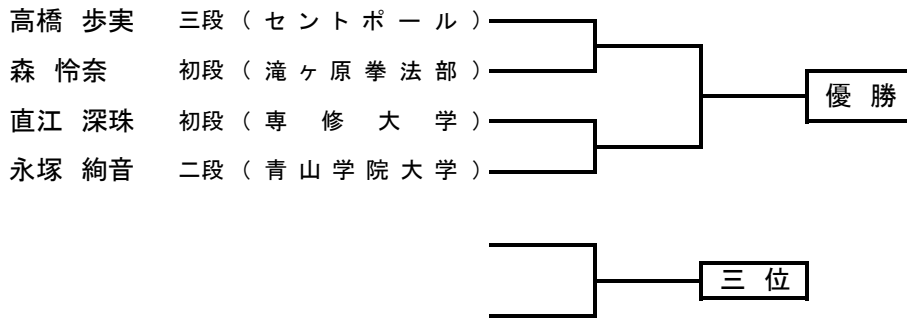 高橋 歩実 三段 （ セントポール ）
森 怜奈 初段 （ 滝ヶ原拳法部 ）
直江 深珠 初段 （ 専修大学 ）
永塚 絢音 二段 （ 青山学院大学 ）
優勝
三位